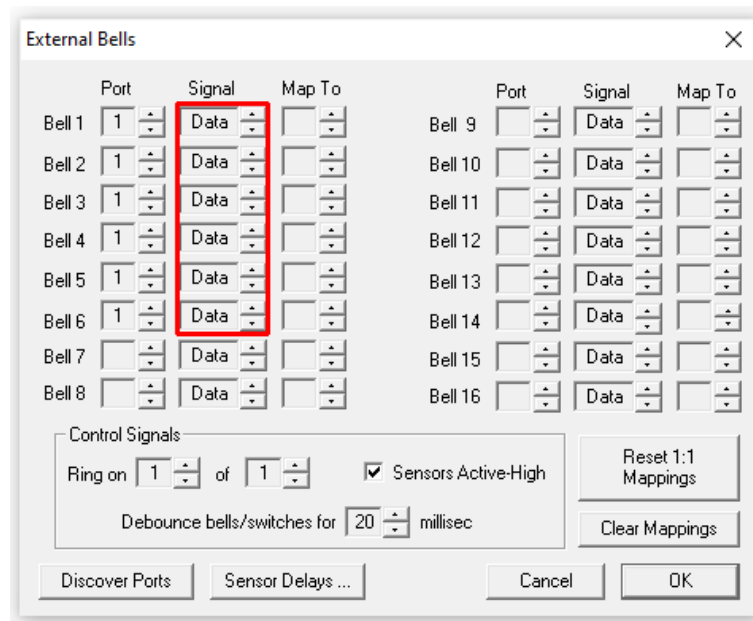 External Bells
Port Signal Map To Port Signal Map To
Bell 1 1 Data Bell 9 Data
Bell 2 1 Data Bell 10 Data
Bell 3 1 Data Bell 11 Data
Bell 4 1 Data Bell 12 Data
Bell 5 1 Data Bell 13 Data
Bell 6 1 Data Bell 14 Data
Bell 7 Data Bell 15 Data
Bell 8 Data Bell 16 Data
Control Signals
Ring on 1 of 1 Sensors Active-High
Debounce bells/switches for 20 millisec
Reset 1:1
Mappings
Clear Mappings
Discover Ports Sensor Delays ... Cancel OK